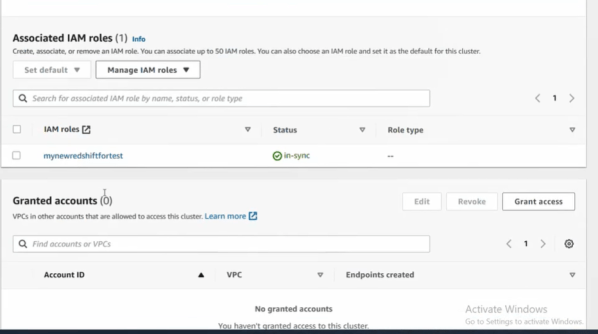 Associated IAM roles (1) Info
Create, associate, or remove an IAM role. You can associate up to 50 IAM roles. You can also choose an IAM role and set it as the default for this cluster.
Set default Manage IAM roles
Search for associated IAM role by name, status, or role type
1
IAM roles Status Role type
mynewredshiftfortest in-sync --
Granted accounts (0)
Edit Revoke Grant access
VPCs in other accounts that are allowed to access this cluster. Learn more
Find accounts or VPCs
1
Account ID VPC Endpoints created
No granted accounts
You haven't granted access to this cluster.
Activate Windows
Go to Settings to activate Windows.